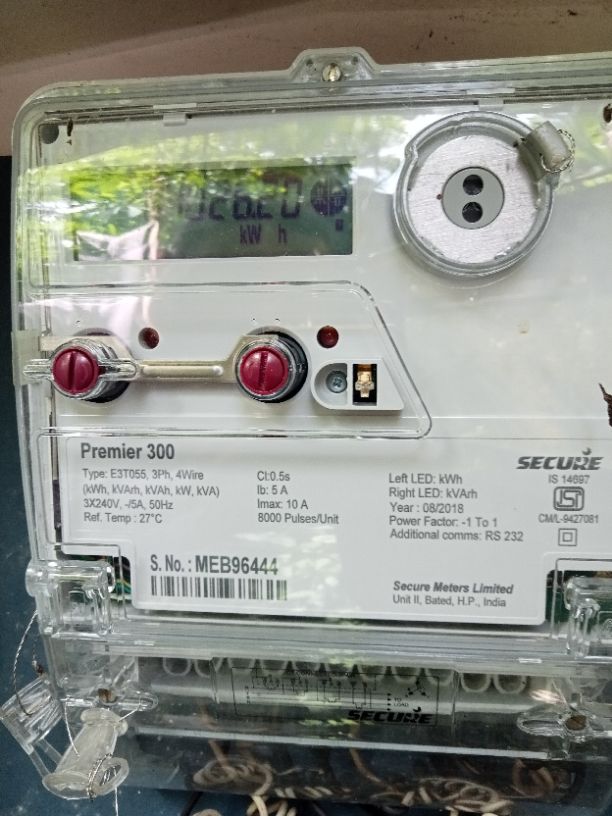 kW h
Premier 300
Type: E3T055, 3Ph, 4Wire
(kWh, kVArh, kVAh, kW, kVA)
3X240V, -/5A, 50Hz
Ref. Temp : 27°C
Cl:0.5s
Ib: 5 A
Imax: 10 A
8000 Pulses/Unit
Left LED: kWh
Right LED: kVArh
Year : 08/2018
Power Factor: -1 To 1
Additional comms: RS 232
SECURE
IS 14697
ISI
CM/L-9427081
S. No. : MEB96444
Secure Meters Limited
Unit II, Bated, H.P., India
TO
LOAD
SECURE